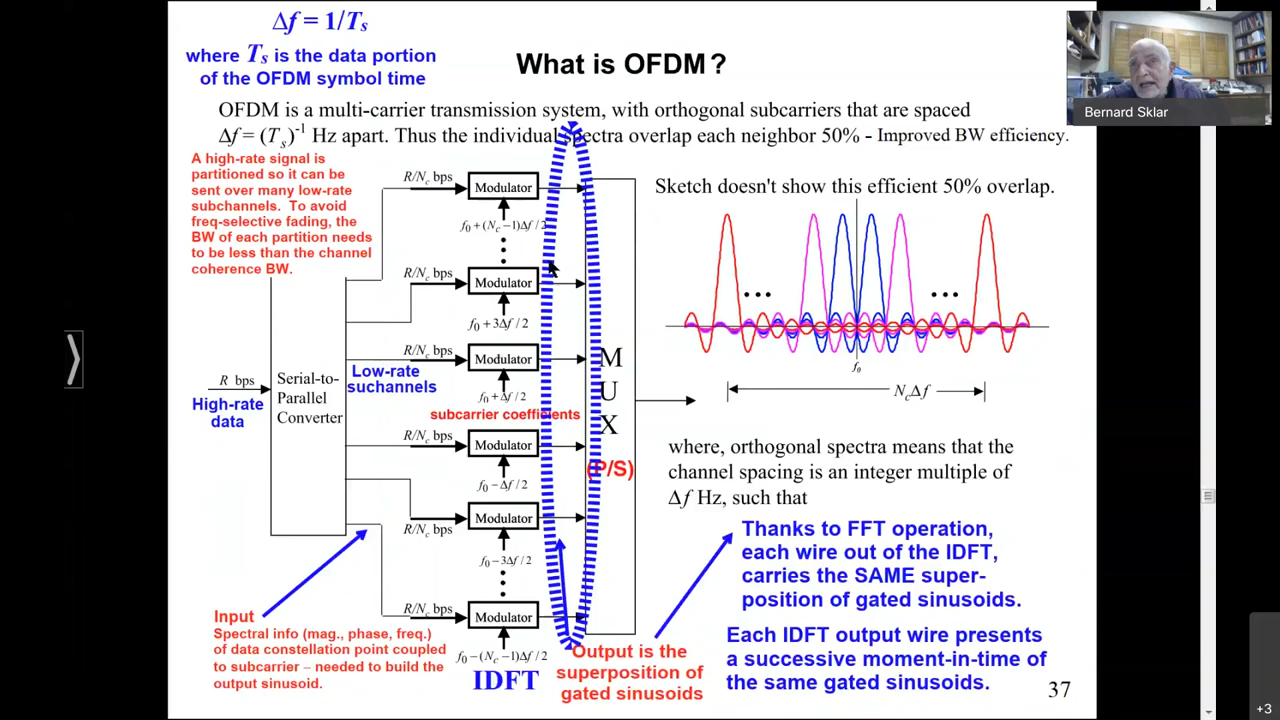 Δf = 1/Ts
where Ts is the data portion
of the OFDM symbol time
What is OFDM ?
Bernard Sklar
OFDM is a multi-carrier transmission system, with orthogonal subcarriers that are spaced
Δf = (Ts)-1 Hz apart. Thus the individual spectra overlap each neighbor 50% – Improved BW efficiency.
A high-rate signal is
partitioned so it can be
sent over many low-rate
subchannels. To avoid
freq-selective fading, the
BW of each partition needs
to be less than the channel
coherence BW.
R/Nc bps
Modulator
f0 + (Nc – 1)Δf / 2
R/Nc bps
Modulator
f0 + 3Δf / 2
R/Nc bps
Modulator
f0 + Δf / 2
subcarrier coefficients
R/Nc bps
Modulator
f0 – Δf / 2
R/Nc bps
Modulator
f0 – 3Δf / 2
R/Nc bps
Modulator
f0 – (Nc – 1)Δf / 2
IDFT
R bps
High-rate
data
Serial-to-
Parallel
Converter
Low-rate
suchannels
M
U
X
(P/S)
Sketch doesn't show this efficient 50% overlap.
• • •
• • •
f0
NcΔf
where, orthogonal spectra means that the
channel spacing is an integer multiple of
Δf Hz, such that
Thanks to FFT operation,
each wire out of the IDFT,
carries the SAME super-
position of gated sinusoids.
Each IDFT output wire presents
a successive moment-in-time of
the same gated sinusoids.
Input
Spectral info (mag., phase, freq.)
of data constellation point coupled
to subcarrier – needed to build the
output sinusoid.
Output is the
superposition of
gated sinusoids
37
+3